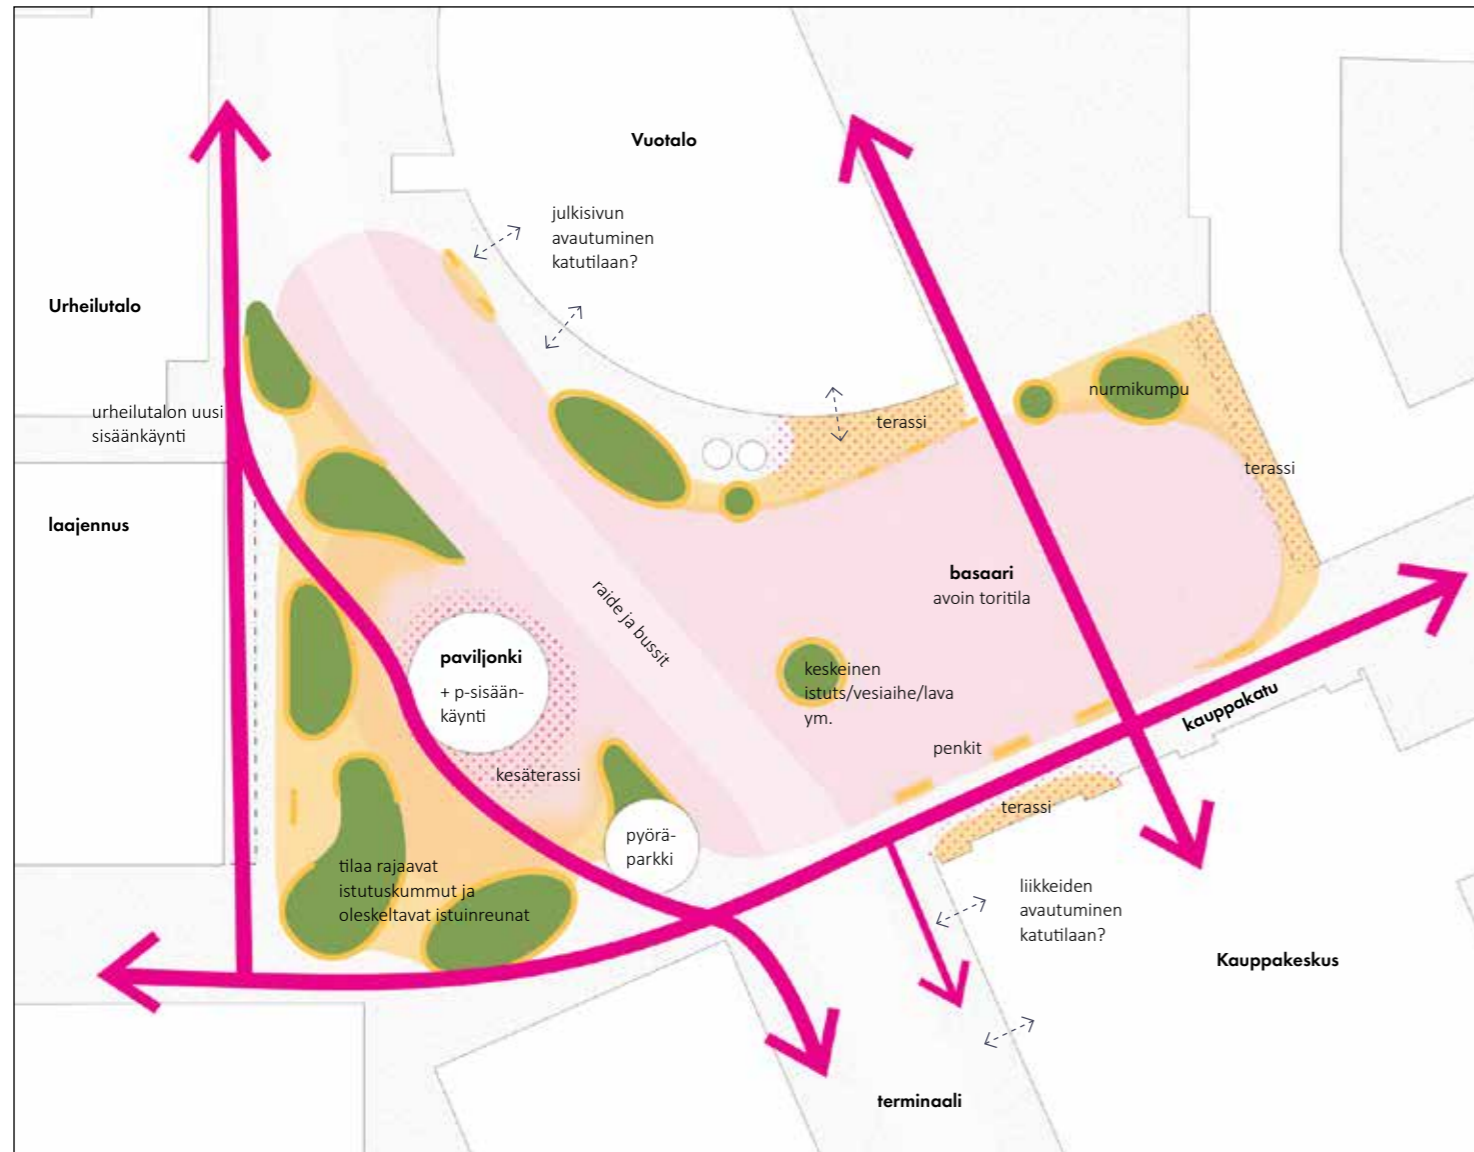 Vuotalo
julkisivun
avautuminen
katutilaan?
Urheilutalo
urheilutalon uusi
sisäänkäynti
nurmikumpu
terassi
terassi
laajennus
basaari
avoin toritila
raide ja bussit
paviljonki
+ p-sisään-
käynti
keskeinen
istuts/vesiaihe/lava
ym.
kauppakatu
penkit
kesäterassi
terassi
pyörä-
parkki
tilaa rajaavat
istutuskummut ja
oleskeltavat istuinreunat
liikkeiden
avautuminen
katutilaan?
Kauppakeskus
terminaali